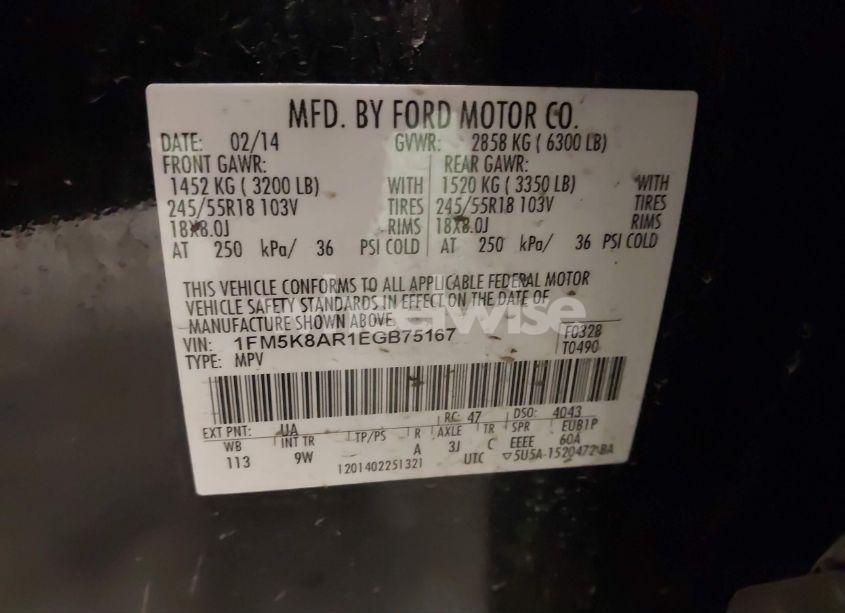 MFD. BY FORD MOTOR CO.
DATE: 02/14 GVWR: 2858 KG ( 6300 LB)
FRONT GAWR: REAR GAWR:
1452 KG ( 3200 LB) WITH 1520 KG ( 3350 LB) WITH
245/55R18 103V TIRES 245/55R18 103V TIRES
18X8.0J RIMS 18X8.0J RIMS
AT 250 kPa/ 36 PSI COLD AT 250 kPa/ 36 PSI COLD
THIS VEHICLE CONFORMS TO ALL APPLICABLE FEDERAL MOTOR
VEHICLE SAFETY STANDARDS IN EFFECT ON THE DATE OF
MANUFACTURE SHOWN ABOVE.
VIN: 1FM5K8AR1EGB75167 F0328
TYPE: MPV T0490
EXT PNT: UA RC: 47 DSO: 4043
WB INT TR TP/PS R AXLE TR SPR EUB1P
113 9W A 3J C EEEE 60A
1201402251321 UTC ▽5U5A-1520472-BA